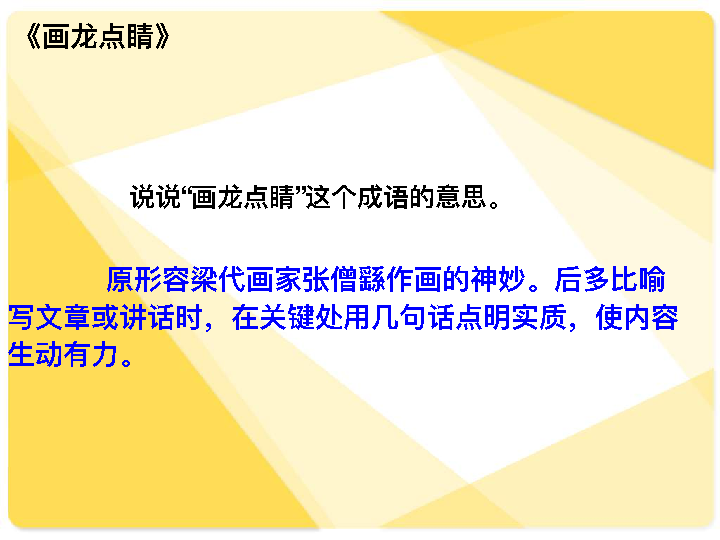 《画龙点睛》
说说“画龙点睛”这个成语的意思。
原形容梁代画家张僧繇作画的神妙。后多比喻
写文章或讲话时，在关键处用几句话点明实质，使内容
生动有力。